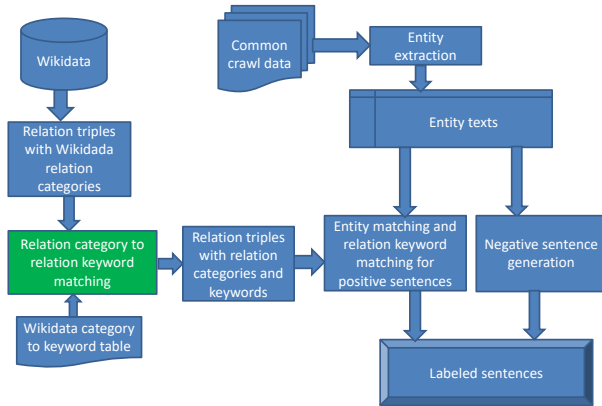 Wikidata
Common
crawl data
Entity
extraction
Entity texts
Relation triples
with Wikidada
relation
categories
Relation category to
relation keyword
matching
Relation triples
with relation
categories and
keywords
Entity matching and
relation keyword
matching for
positive sentences
Negative sentence
generation
Wikidata category
to keyword table
Labeled sentences